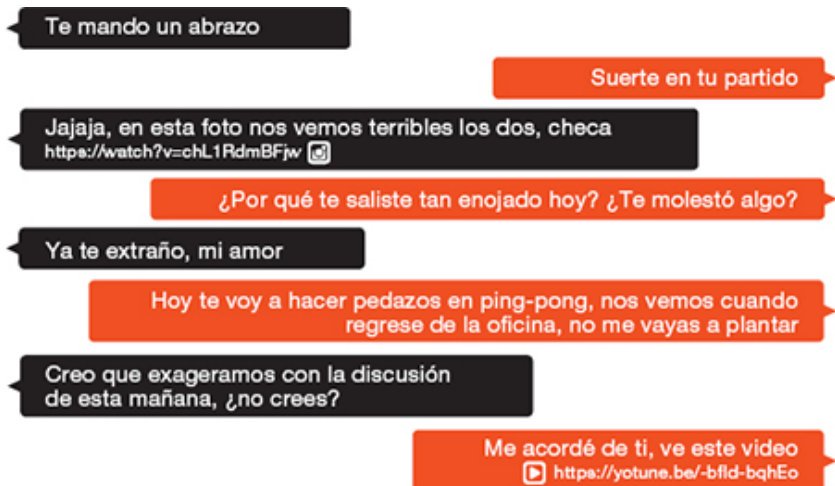 Te mando un abrazo
Suerte en tu partido
Jajaja, en esta foto nos vemos terribles los dos, checa
https://watch?v=chL1RdmBFjw
¿Por qué te saliste tan enojado hoy? ¿Te molestó algo?
Ya te extraño, mi amor
Hoy te voy a hacer pedazos en ping-pong, nos vemos cuando
regrese de la oficina, no me vayas a plantar
Creo que exageramos con la discusión
de esta mañana, ¿no crees?
Me acordé de ti, ve este video
https://yotune.be/-bfld-bqhEo